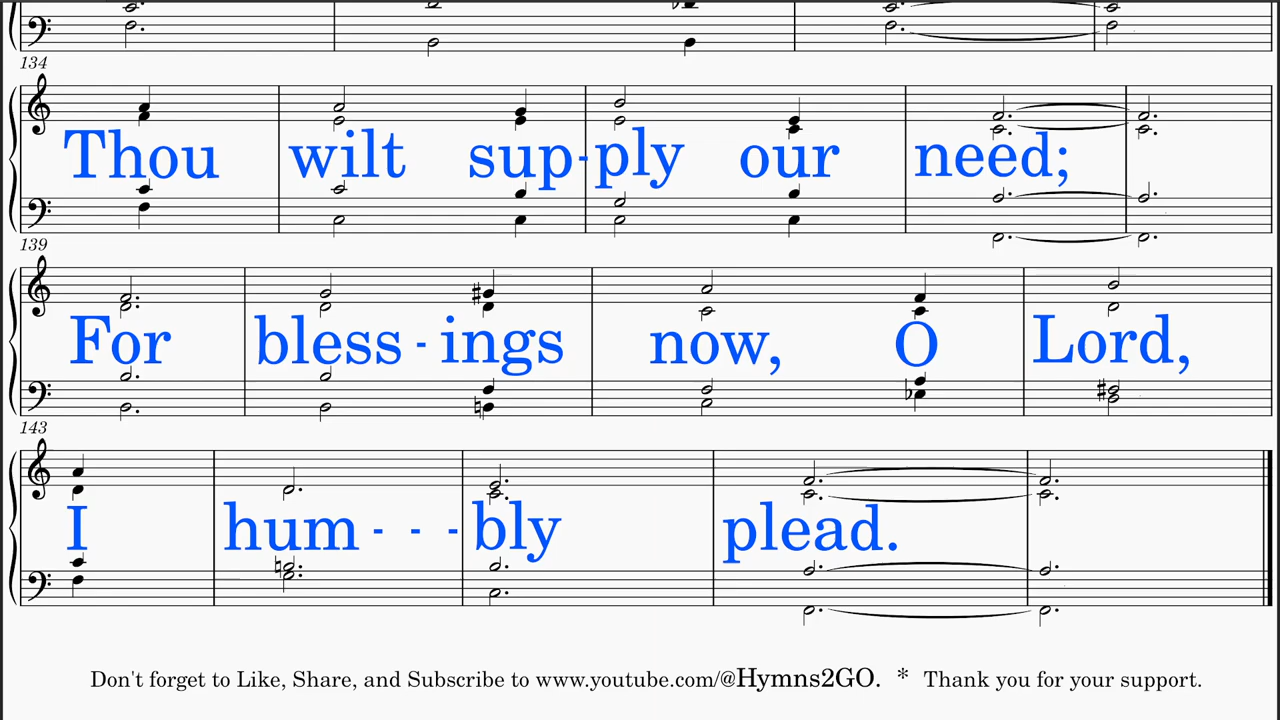 134
Thou wilt sup-ply our need;
139
For bless-ings now, O Lord,
143
I hum - - - bly plead.
Don't forget to Like, Share, and Subscribe to www.youtube.com/@Hymns2GO. * Thank you for your support.